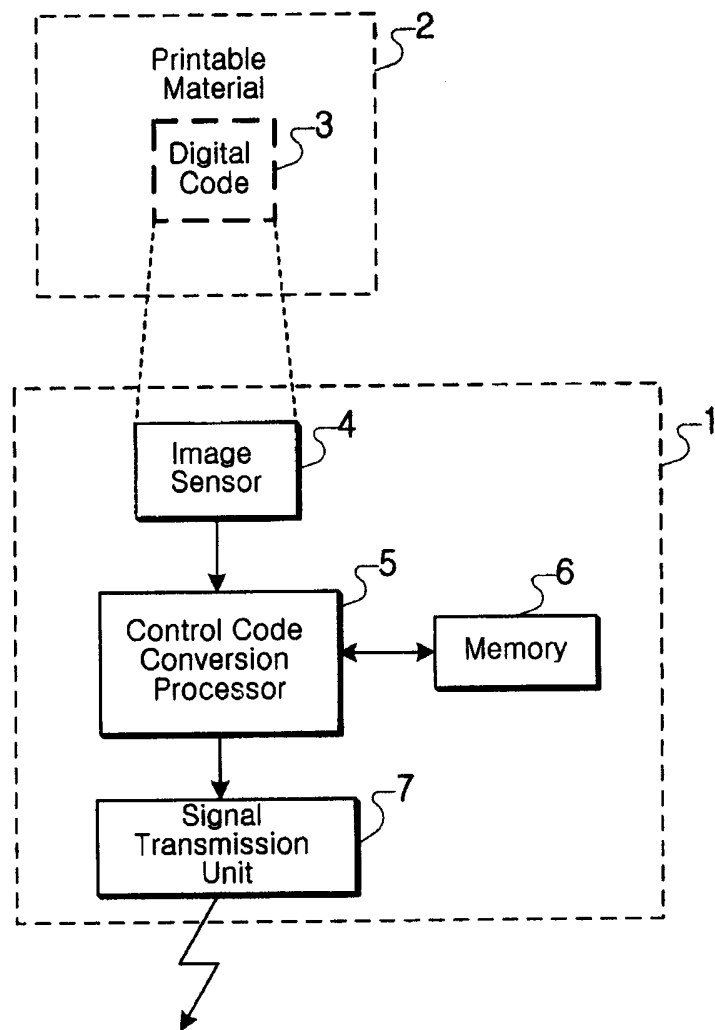 2
Printable
Material
3
Digital
Code
1
4
Image
Sensor
5
6
Control Code
Conversion
Processor
Memory
7
Signal
Transmission
Unit